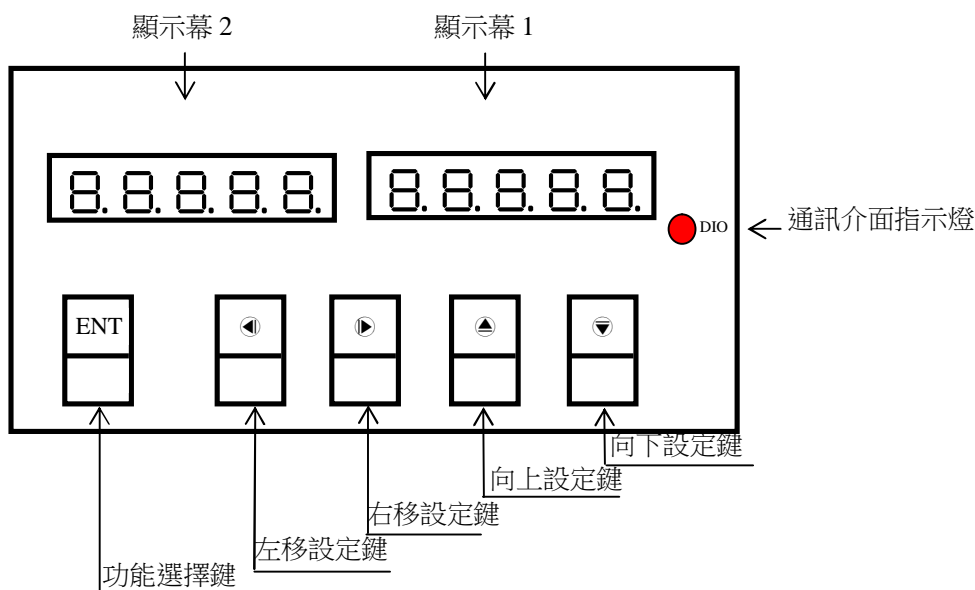 顯示幕 2
顯示幕 1
8.8.8.8.8.
8.8.8.8.8.
DIO
通訊介面指示燈
ENT
向下設定鍵
向上設定鍵
右移設定鍵
左移設定鍵
功能選擇鍵